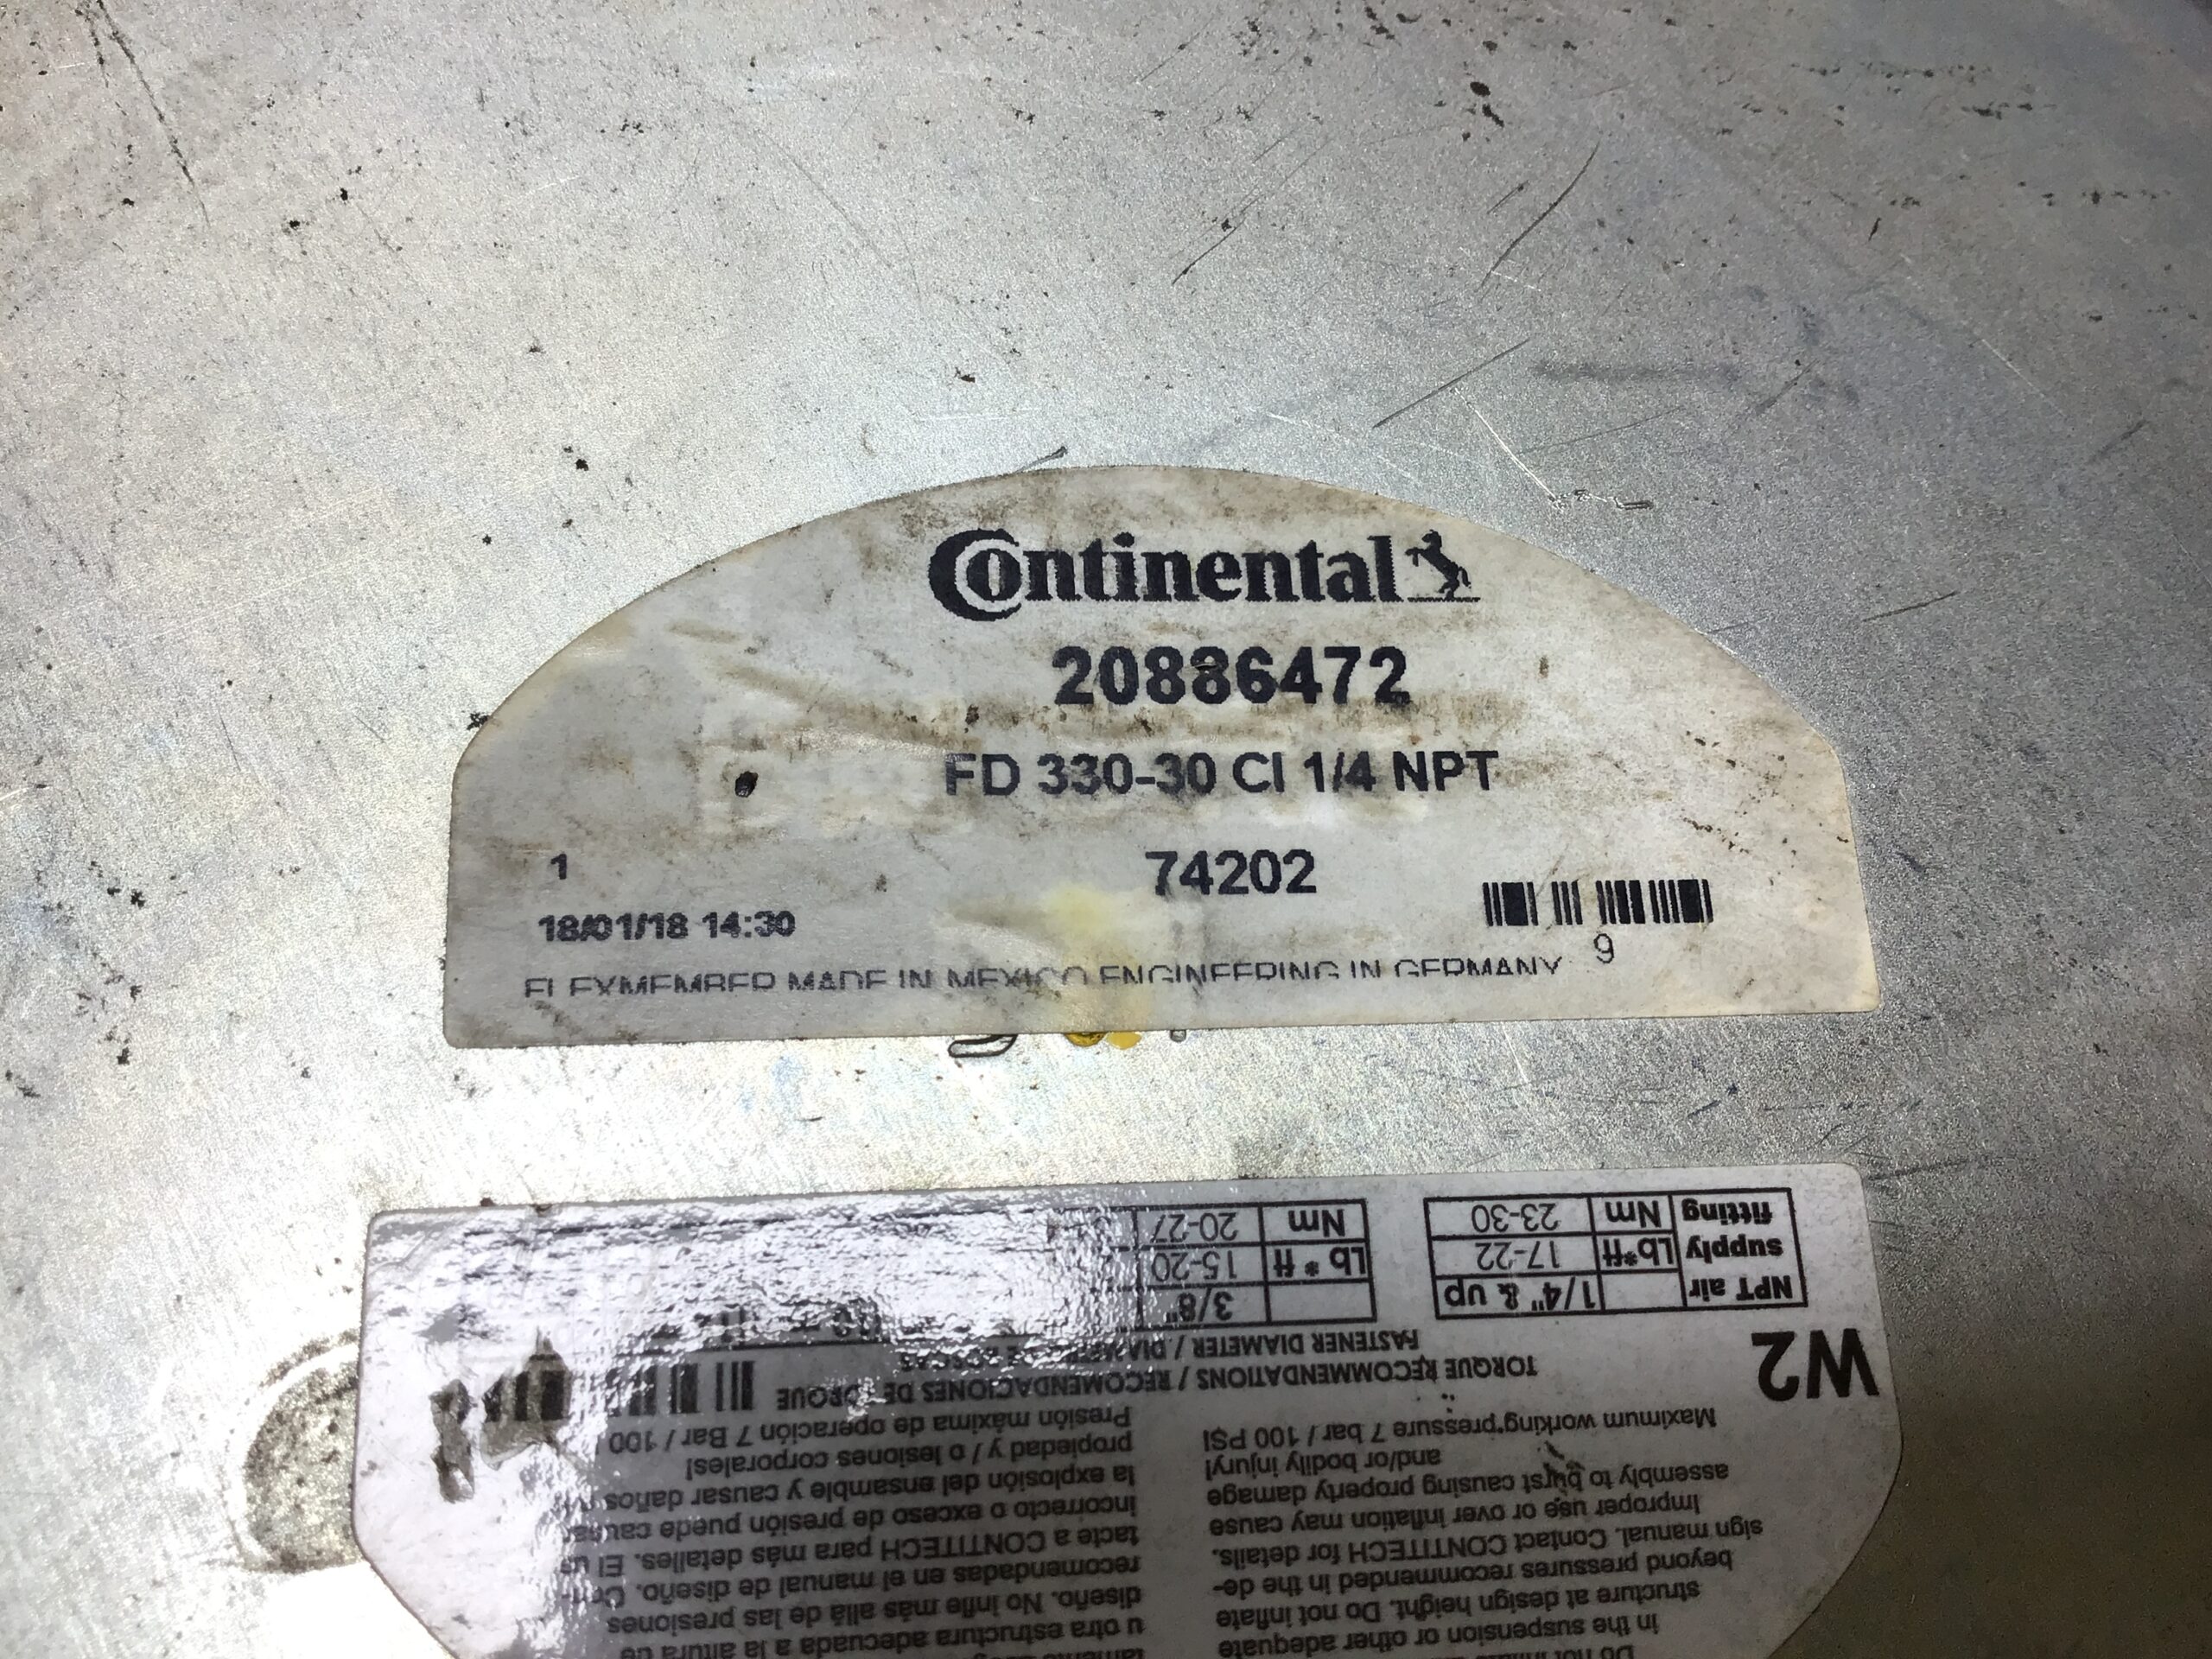 Continental
20886472
FD 330-30 CI 1/4 NPT
1
74202
18/01/18 14:30
9
FLEXMEMBER MADE IN MEXICO ENGINEERING IN GERMANY
in the suspension or other adequate
structure at design height. Do not inflate
beyond pressures recommended in the de-
sign manual. Contact CONTITECH for details.
Improper use or over inflation may cause
assembly to burst causing property damage
and/or bodily injury!
Maximum working pressure 7 bar / 100 PSI
u otra estructura adecuada a la altura de
diseño. No infle más allá de las presiones
recomendadas en el manual de diseño. Con-
tacte a CONTITECH para más detalles. El
incorrecto o exceso de presión puede
la explosión del ensamble y causar daños
propiedad y / o lesiones corporales!
Presión máxima de operación 7 Bar / 100
W2
TORQUE RECOMMENDATIONS / RECOMENDACIONES DE TORQUE
FASTENER DIAMETER / DIAMETRO
NPT air supply fitting
1/4" & up
Lb*ft 17-22
Nm 23-30
3/8"
Lb * ft 15-20
Nm 20-27